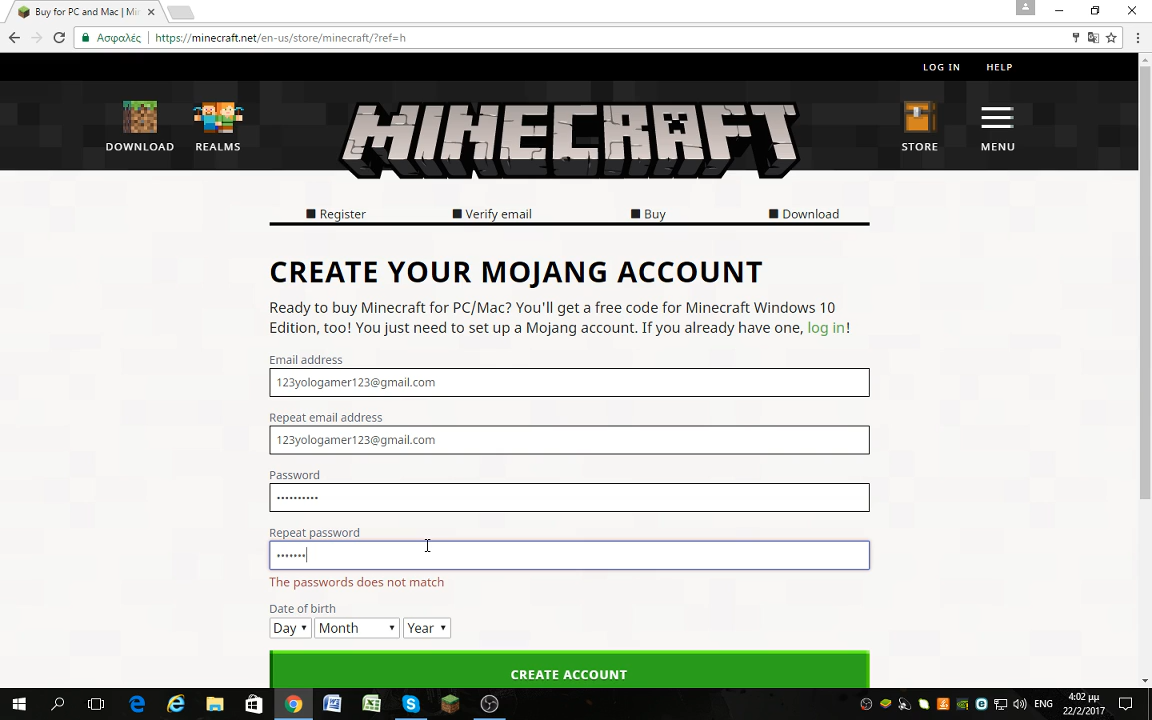 Buy for PC and Mac | Min
Ασφαλές | https://minecraft.net/en-us/store/minecraft/?ref=h
LOG IN HELP
MINECRAFT
DOWNLOAD REALMS STORE MENU
Register Verify email Buy Download
CREATE YOUR MOJANG ACCOUNT
Ready to buy Minecraft for PC/Mac? You'll get a free code for Minecraft Windows 10
Edition, too! You just need to set up a Mojang account. If you already have one, log in!
Email address
123yologamer123@gmail.com
Repeat email address
123yologamer123@gmail.com
Password
••••••••••
Repeat password
•••••••
The passwords does not match
Date of birth
Day Month Year
CREATE ACCOUNT
ENG
4:02 μμ
22/2/2017